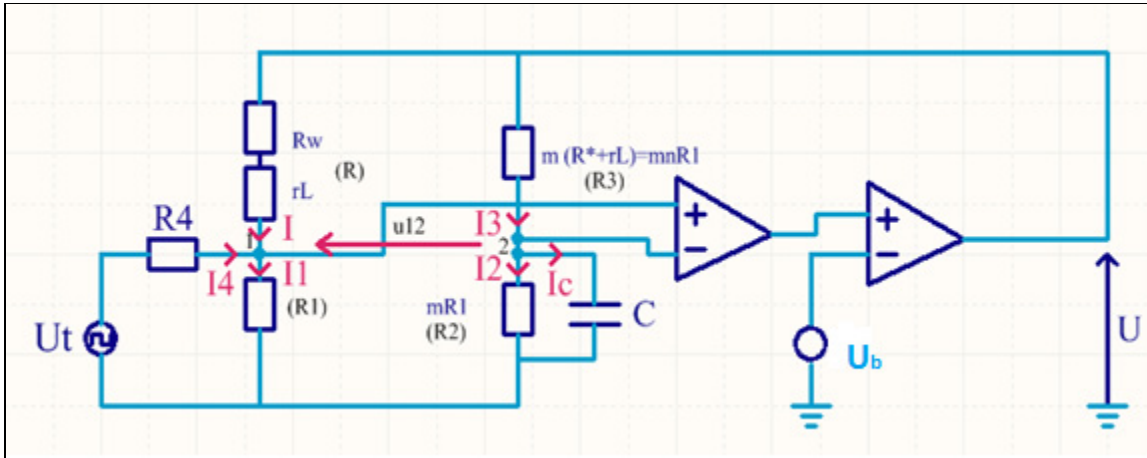 Rw
m (R*+rL)=mnR1
(R)
(R3)
rL
R4
u12
I
I3
+
+
1
2
−
−
I4
I1
I2
Ic
(R1)
mR1
(R2)
C
Ut
Ub
U